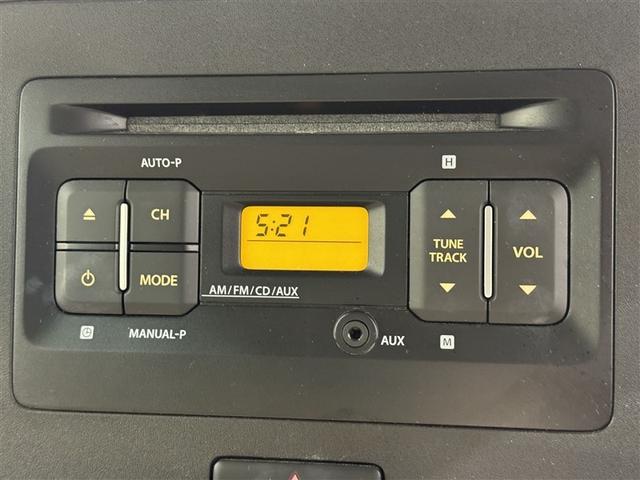 AUTO-P
H
CH
5:21
TUNE
TRACK
VOL
MODE
AM/FM/CD/AUX
MANUAL-P
AUX
M